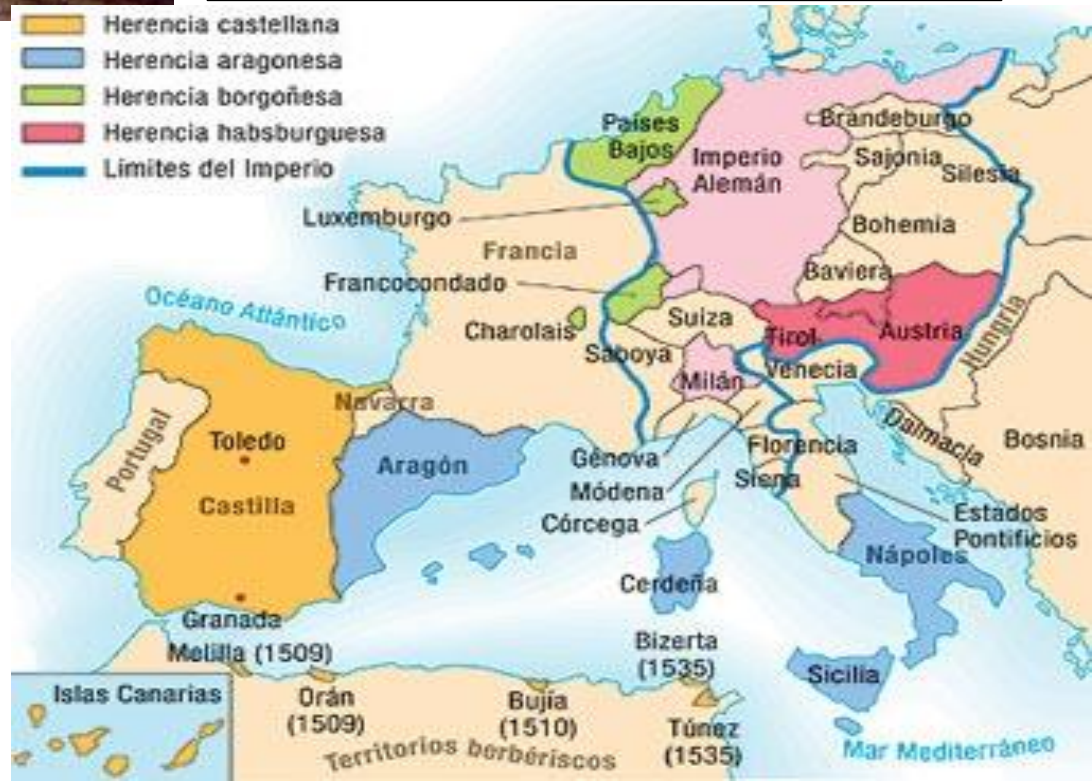 Herencia castellana
Herencia aragonesa
Herencia borgoñesa
Herencia habsburguesa
Límites del Imperio
Países
Bajos
Imperio
Alemán
Brandeburgo
Sajonia
Silesia
Luxemburgo
Bohemia
Francia
Baviera
Francocondado
Océano Atlántico
Charolais
Suiza
Tirol
Austria
Hungría
Saboya
Milán
Venecia
Navarra
Portugal
Toledo
Aragón
Castilla
Génova
Florencia
Dalmacia
Bosnia
Módena
Siena
Córcega
Estados
Pontificios
Nápoles
Cerdeña
Granada
Melilla (1509)
Bizerta
(1535)
Sicilia
Islas Canarias
Orán
(1509)
Bujía
(1510)
Túnez
(1535)
Territorios berbériscos
Mar Mediterráneo